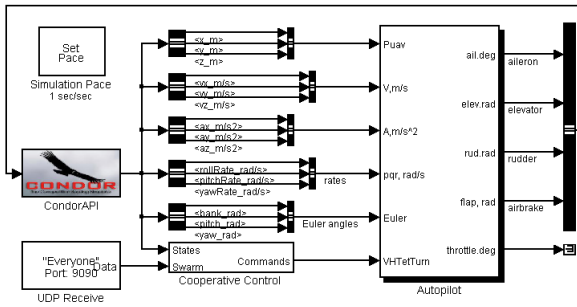 Set
Pace
Simulation Pace
1 sec/sec
CONDOR
CondorAPI
"Everyone"
Port: 9090
Data
UDP Receive
<x_m>
<y_m>
<z_m>
<vx_m/s>
<vy_m/s>
<vz_m/s>
<ax_m/s2>
<ay_m/s2>
<az_m/s2>
<rollRate_rad/s>
<pitchRate_rad/s>
<yawRate_rad/s>
rates
<bank_rad>
<pitch_rad>
<yaw_rad>
Euler angles
States
Swarm
Commands
Cooperative Control
Puav
V,m/s
A,m/s^2
pqr, rad/s
Euler
VHTetTurn
ail.deg
elev.rad
rud.rad
flap, rad
throttle.deg
Autopilot
aileron
elevator
rudder
airbrake